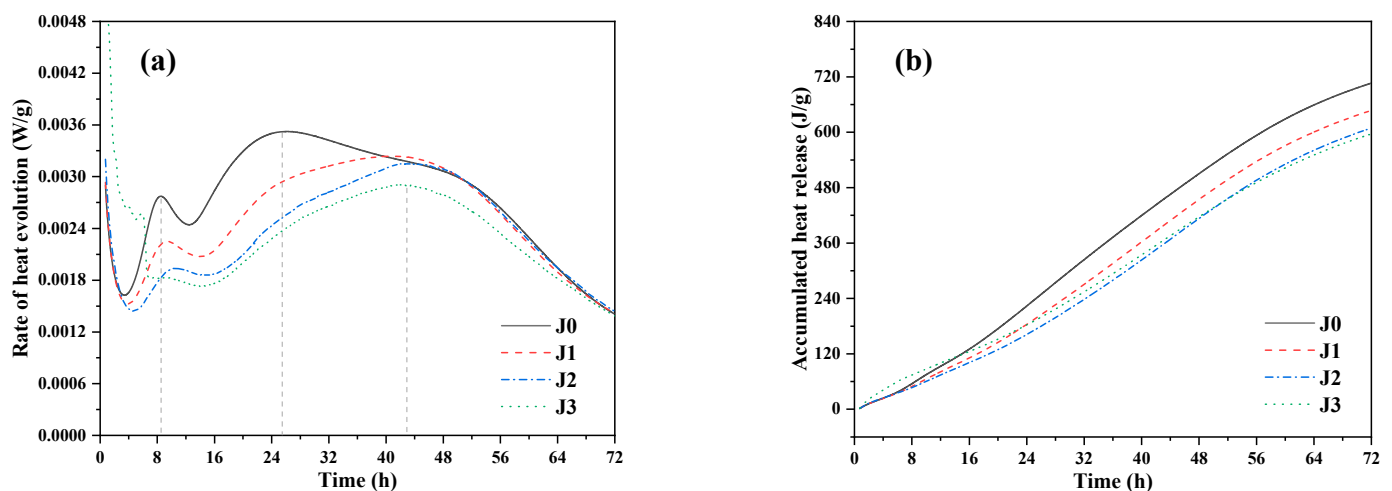 (a)
Rate of heat evolution (W/g)
0.0048
0.0042
0.0036
0.0030
0.0024
0.0018
0.0012
0.0006
0.0000
0 8 16 24 32 40 48 56 64 72
Time (h)
J0
J1
J2
J3
(b)
Accumulated heat release (J/g)
840
720
600
480
360
240
120
0
0 8 16 24 32 40 48 56 64 72
Time (h)
J0
J1
J2
J3